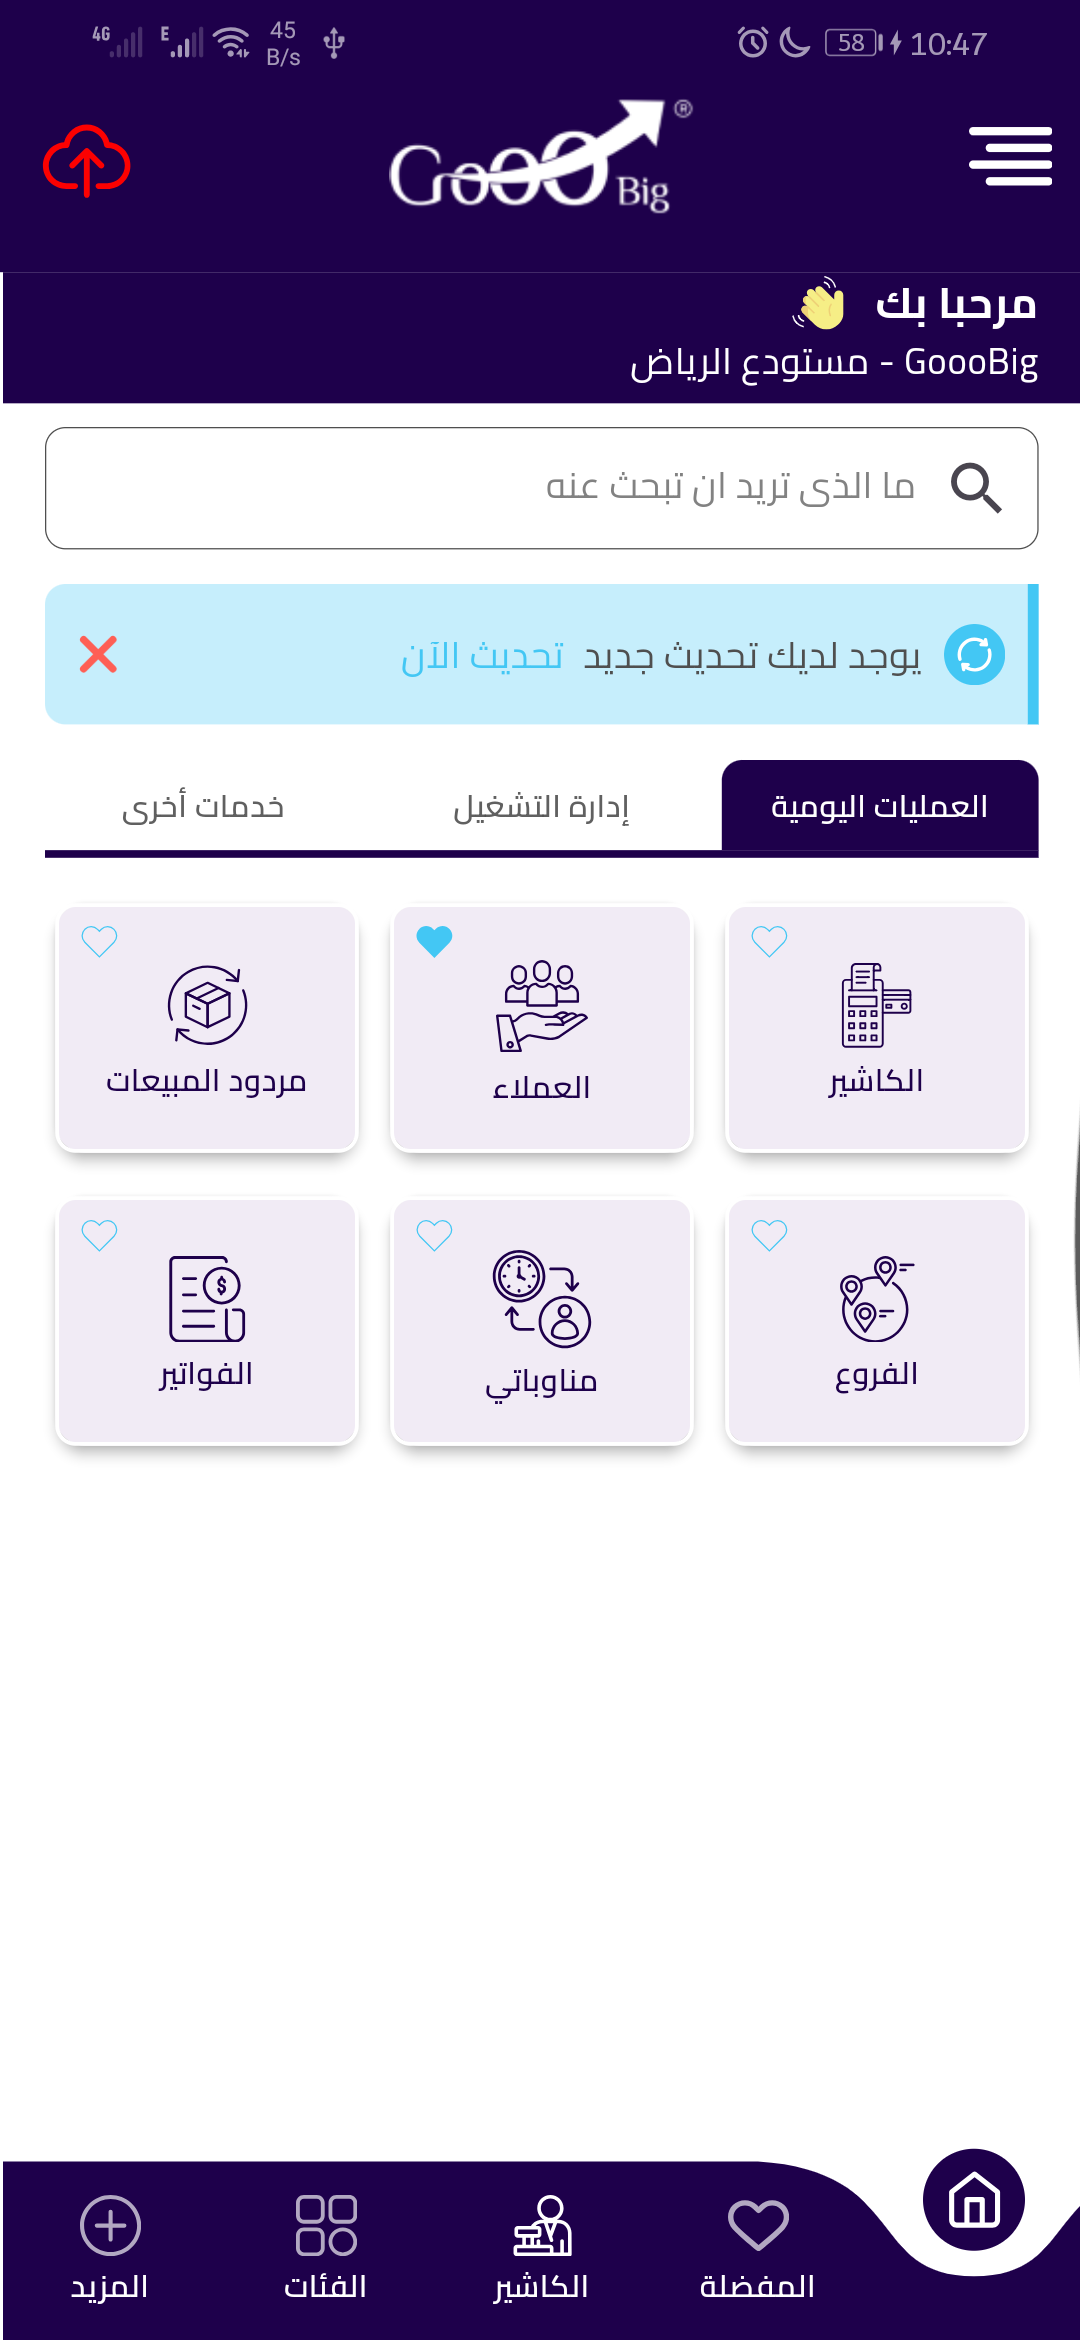 4G E 45 B/s 58 10:47
GoooBig ®
مرحبا بك
GoooBig - مستودع الرياض
ما الذى تريد ان تبحث عنه
يوجد لديك تحديث جديد تحديث الآن
العمليات اليومية
إدارة التشغيل
خدمات أخرى
الكاشير
العملاء
مردود المبيعات
الفروع
مناوباتي
الفواتير
المفضلة
الكاشير
الفئات
المزيد